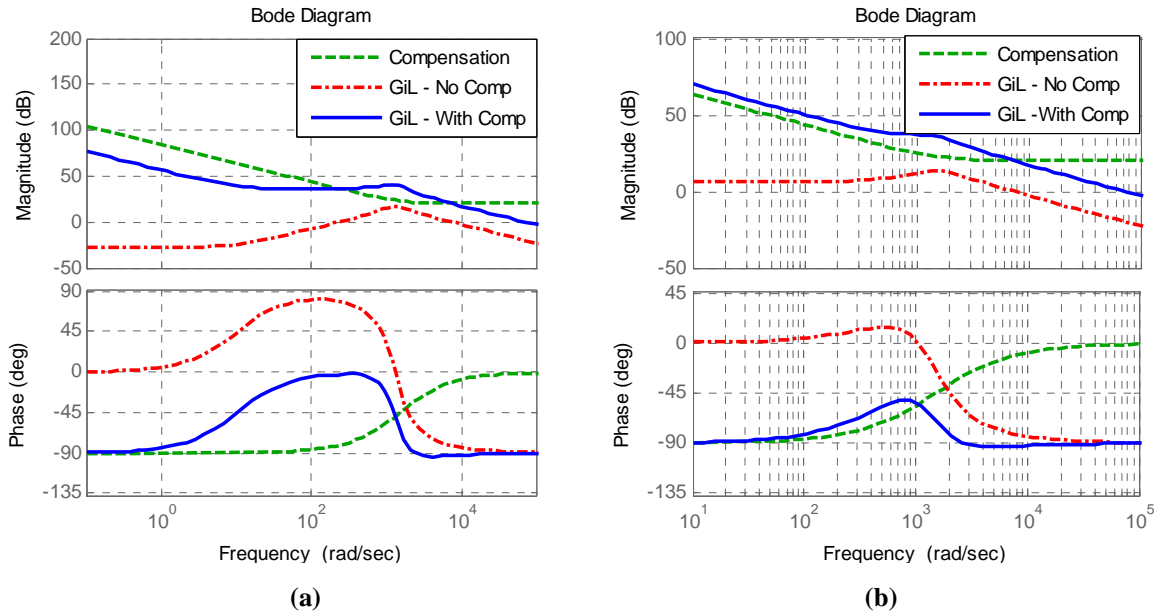 Bode Diagram
200
150
100
50
0
-50
Magnitude (dB)
Compensation
GiL - No Comp
GiL - With Comp
90
45
0
-45
-90
-135
Phase (deg)
10^0
10^2
10^4
Frequency (rad/sec)
(a)
Bode Diagram
100
50
0
-50
Magnitude (dB)
Compensation
GiL - No Comp
GiL -With Comp
45
0
-45
-90
-135
Phase (deg)
10^1
10^2
10^3
10^4
10^5
Frequency (rad/sec)
(b)